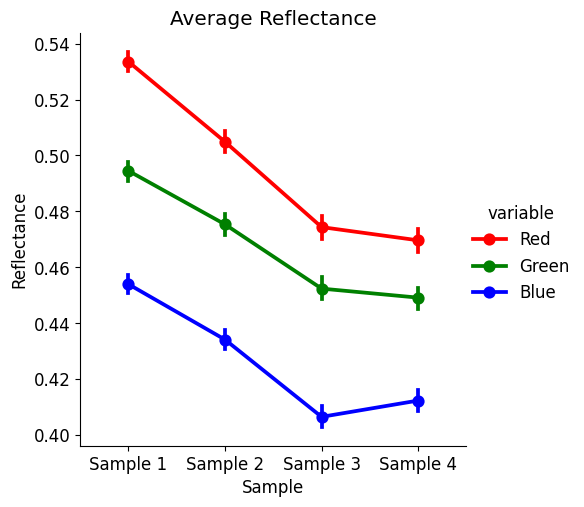 Average Reflectance
Reflectance
0.54
0.52
0.50
0.48
0.46
0.44
0.42
0.40
Sample 1 Sample 2 Sample 3 Sample 4
Sample
variable
Red
Green
Blue